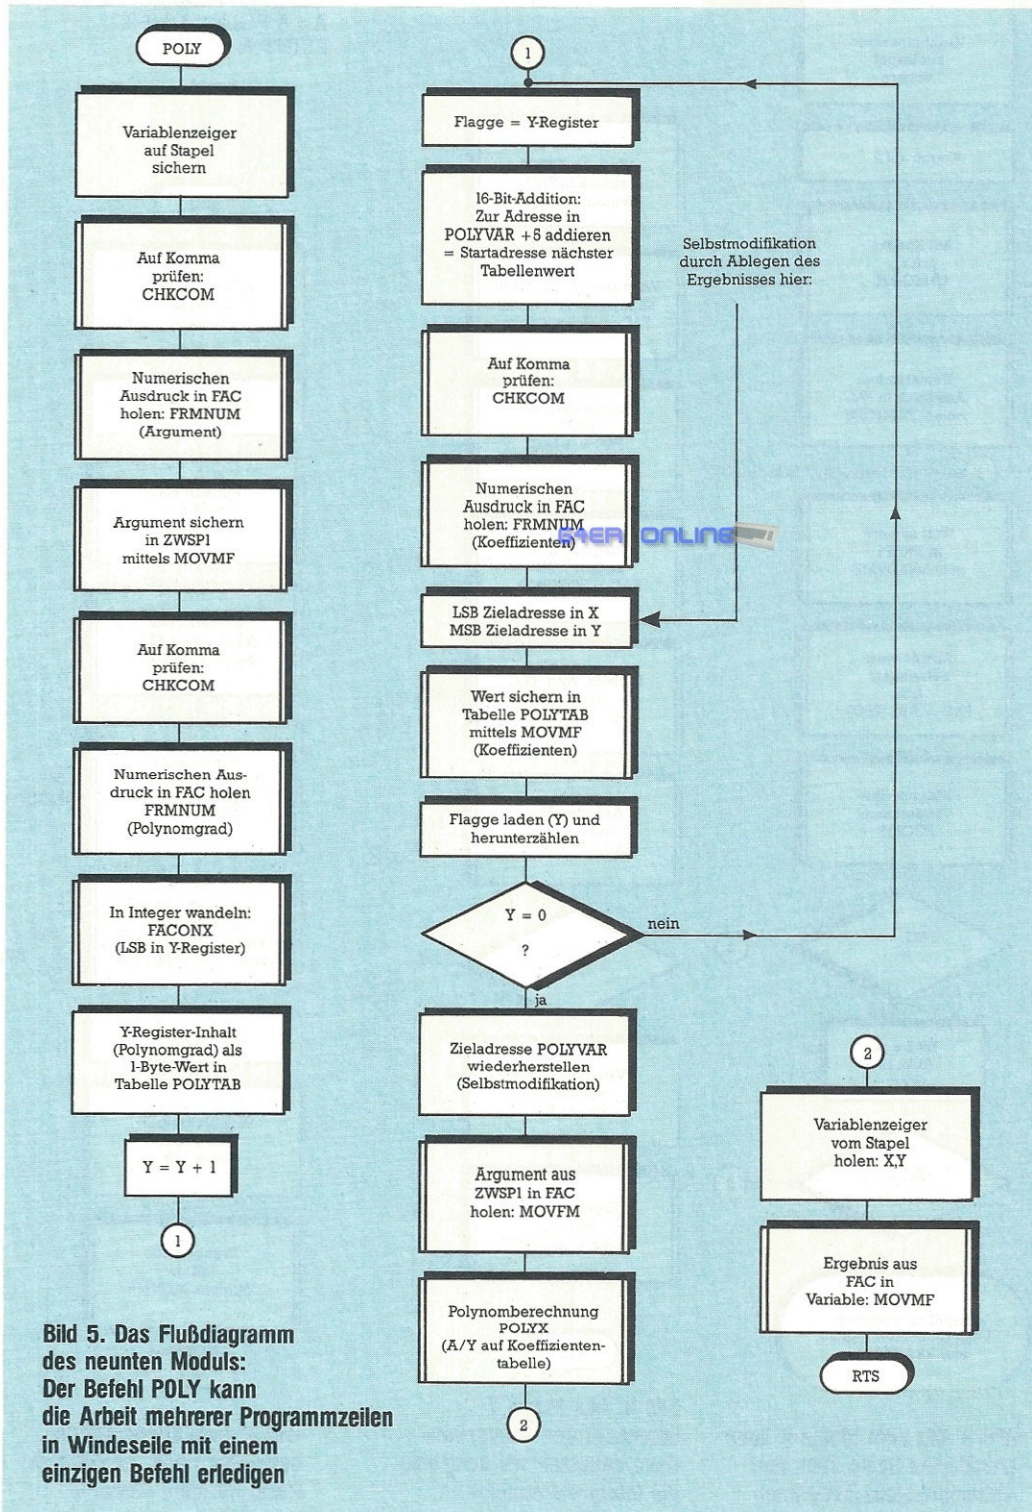 POLY
Variablenzeiger
auf Stapel
sichern
Auf Komma
prüfen:
CHKCOM
Numerischen
Ausdruck in FAC
holen: FRMNUM
(Argument)
Argument sichern
in ZWSP1
mittels MOVMF
Auf Komma
prüfen:
CHKCOM
Numerischen Aus-
druck in FAC holen
FRMNUM
(Polynomgrad)
In Integer wandeln:
FACONX
(LSB in Y-Register)
Y-Register-Inhalt
(Polynomgrad) als
1-Byte-Wert in
Tabelle POLYTAB
Y = Y + 1
1
1
Flagge = Y-Register
16-Bit-Addition:
Zur Adresse in
POLYVAR +5 addieren
= Startadresse nächster
Tabellenwert
Auf Komma
prüfen:
CHKCOM
Numerischen
Ausdruck in FAC
holen: FRMNUM
(Koeffizienten)
64ER ONLINE
LSB Zieladresse in X
MSB Zieladresse in Y
Wert sichern in
Tabelle POLYTAB
mittels MOVMF
(Koeffizienten)
Flagge laden (Y) und
herunterzählen
Y = 0
?
nein
ja
Zieladresse POLYVAR
wiederherstellen
(Selbstmodifikation)
Argument aus
ZWSP1 in FAC
holen: MOVFM
Polynomberechnung
POLYX
(A/Y auf Koeffizienten-
tabelle)
2
Selbstmodifikation
durch Ablegen des
Ergebnisses hier:
2
Variablenzeiger
vom Stapel
holen: X,Y
Ergebnis aus
FAC in
Variable: MOVMF
RTS
Bild 5. Das Flußdiagramm
des neunten Moduls:
Der Befehl POLY kann
die Arbeit mehrerer Programmzeilen
in Windeseile mit einem
einzigen Befehl erledigen